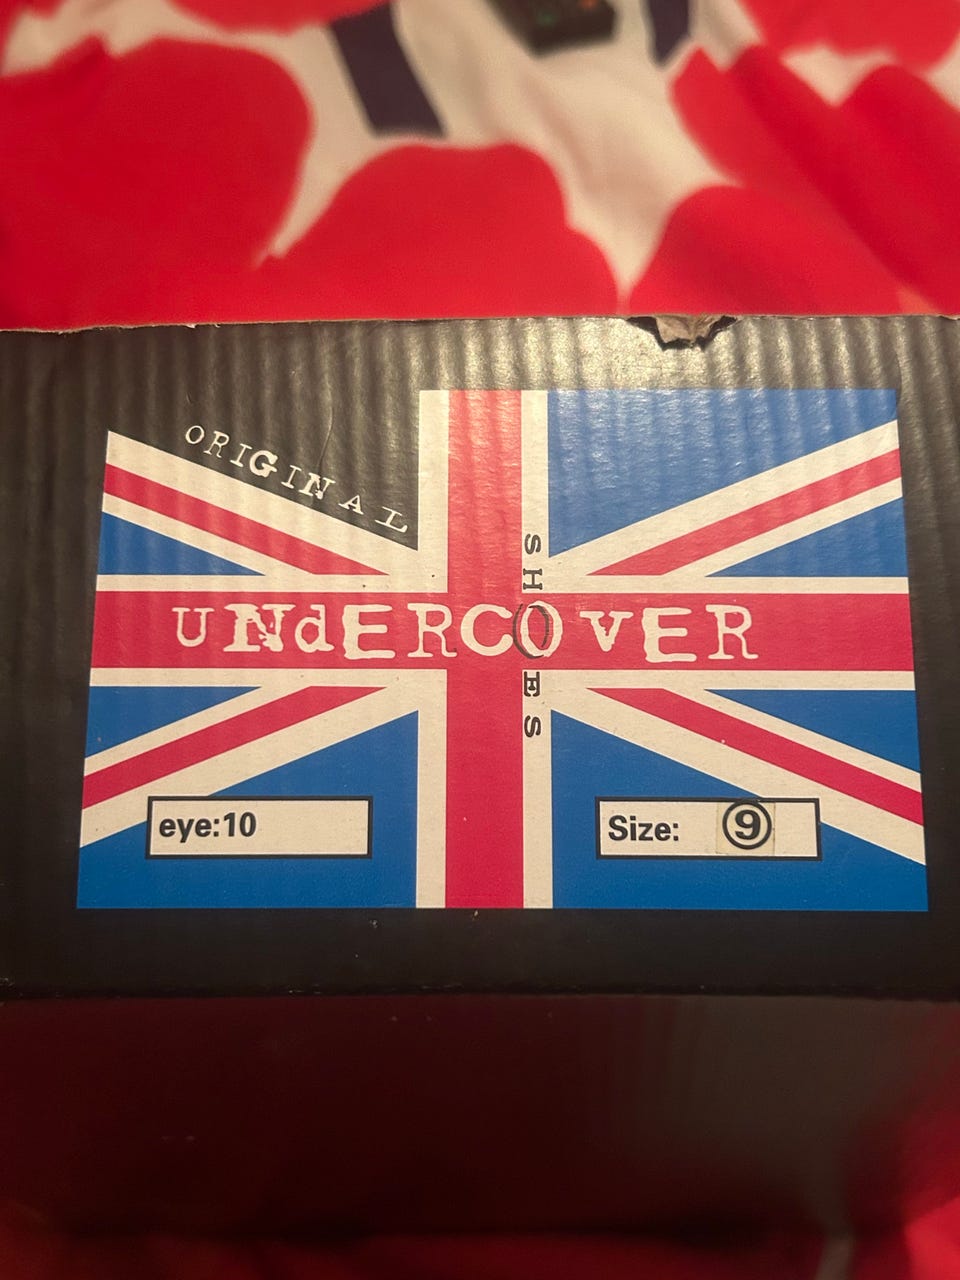 ORIGINAL
SHOES
UNdERCOVER
eye:10
Size: 9